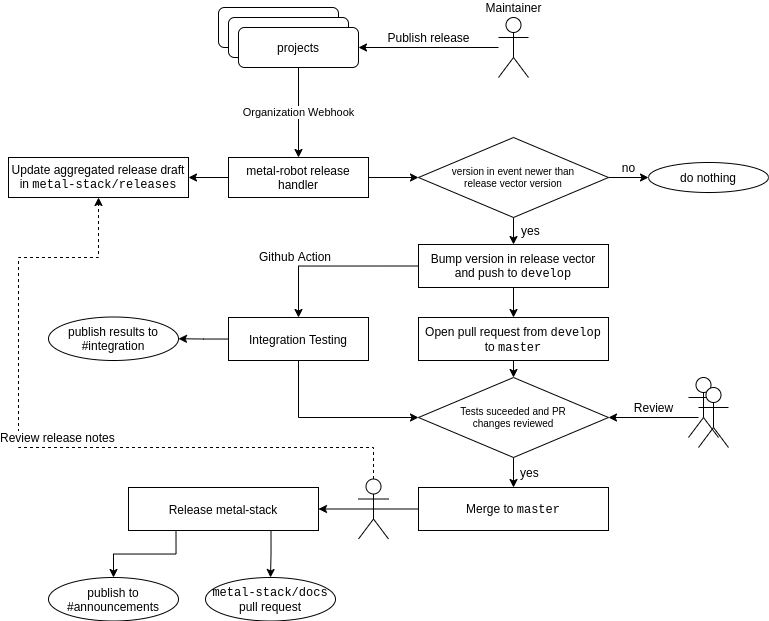 Maintainer
projects
Publish release
Organization Webhook
Update aggregated release draft
in metal-stack/releases
metal-robot release
handler
version in event newer than
release vector version
no
do nothing
yes
Github Action
Bump version in release vector
and push to develop
publish results to
#integration
Integration Testing
Open pull request from develop
to master
Tests suceeded and PR
changes reviewed
Review
Review release notes
yes
Release metal-stack
Merge to master
publish to
#announcements
metal-stack/docs
pull request